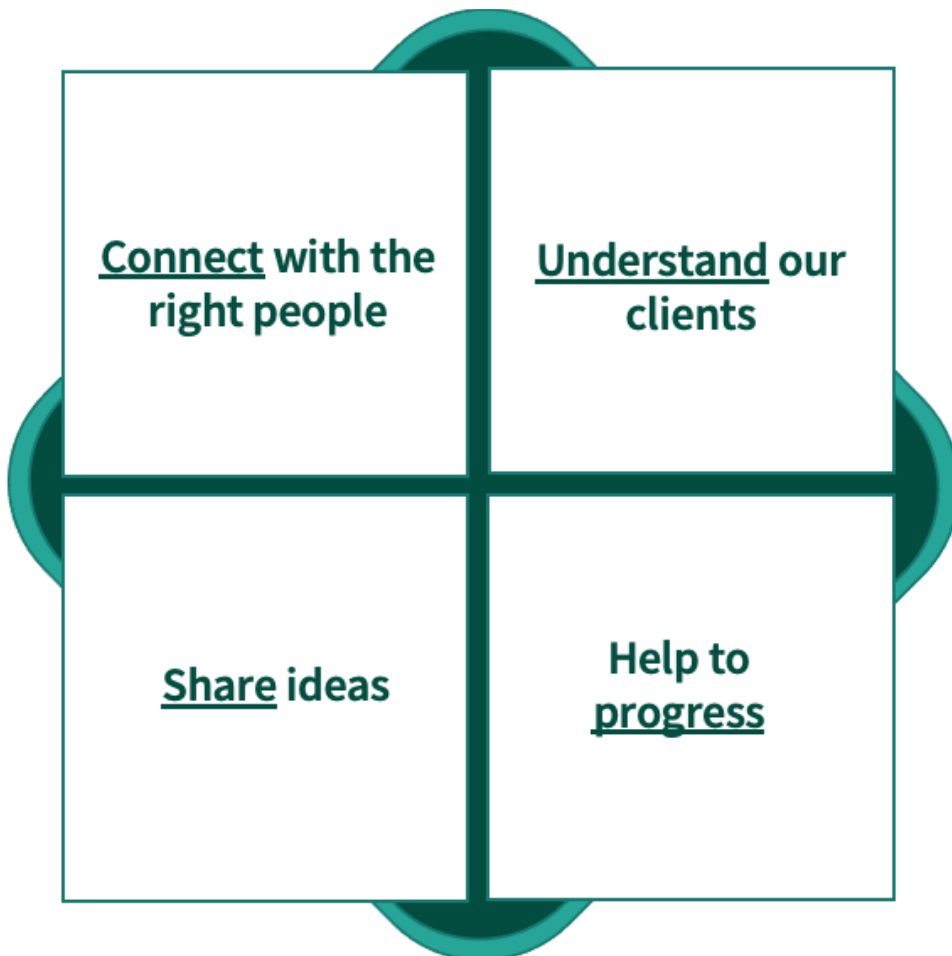 Connect with the
right people
Understand our
clients
Share ideas
Help to
progress